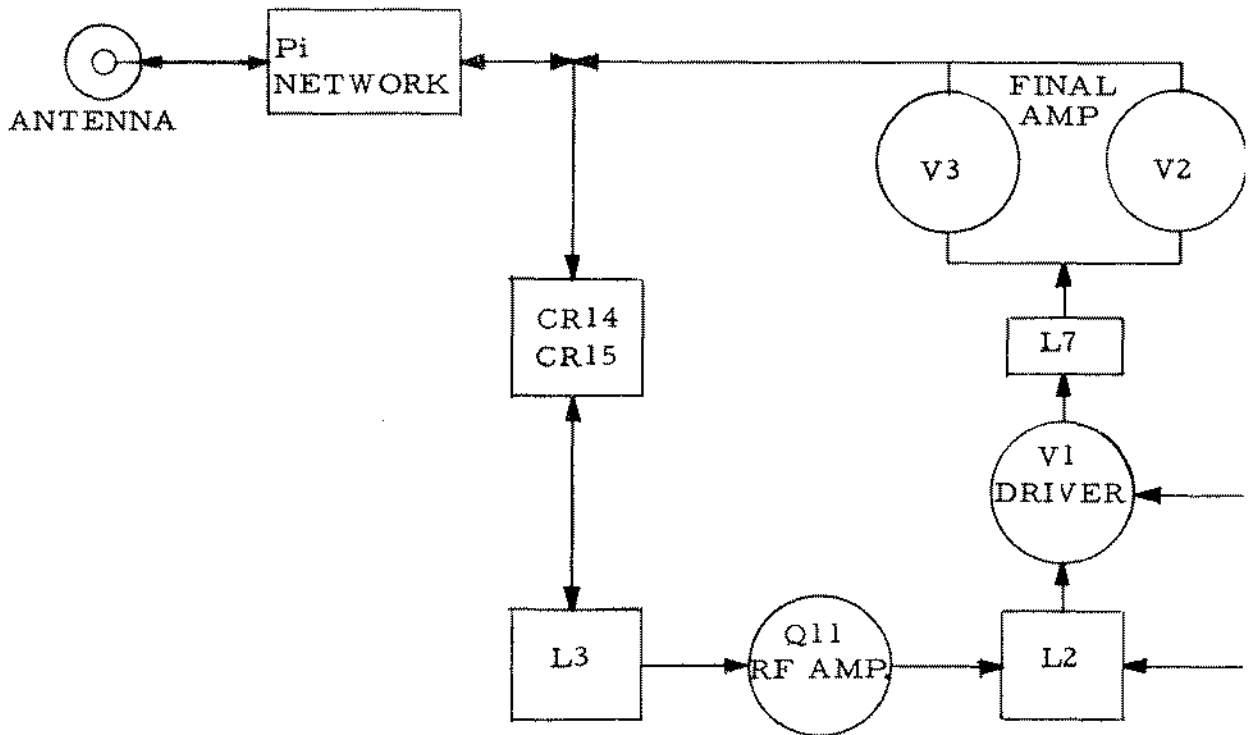 Pi
NETWORK
ANTENNA
FINAL
AMP
V3
V2
CR14
CR15
L7
V1
DRIVER
L3
Q11
RF AMP.
L2